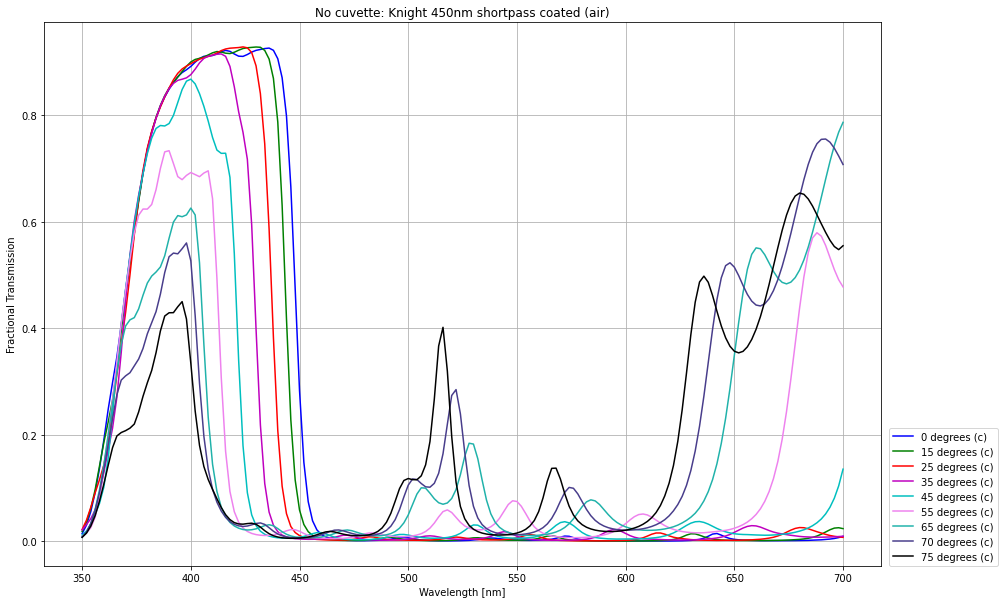 No cuvette: Knight 450nm shortpass coated (air)
Fractional Transmission
0.8
0.6
0.4
0.2
0.0
350
400
450
500
550
600
650
700
Wavelength [nm]
0 degrees (c)
15 degrees (c)
25 degrees (c)
35 degrees (c)
45 degrees (c)
55 degrees (c)
65 degrees (c)
70 degrees (c)
75 degrees (c)